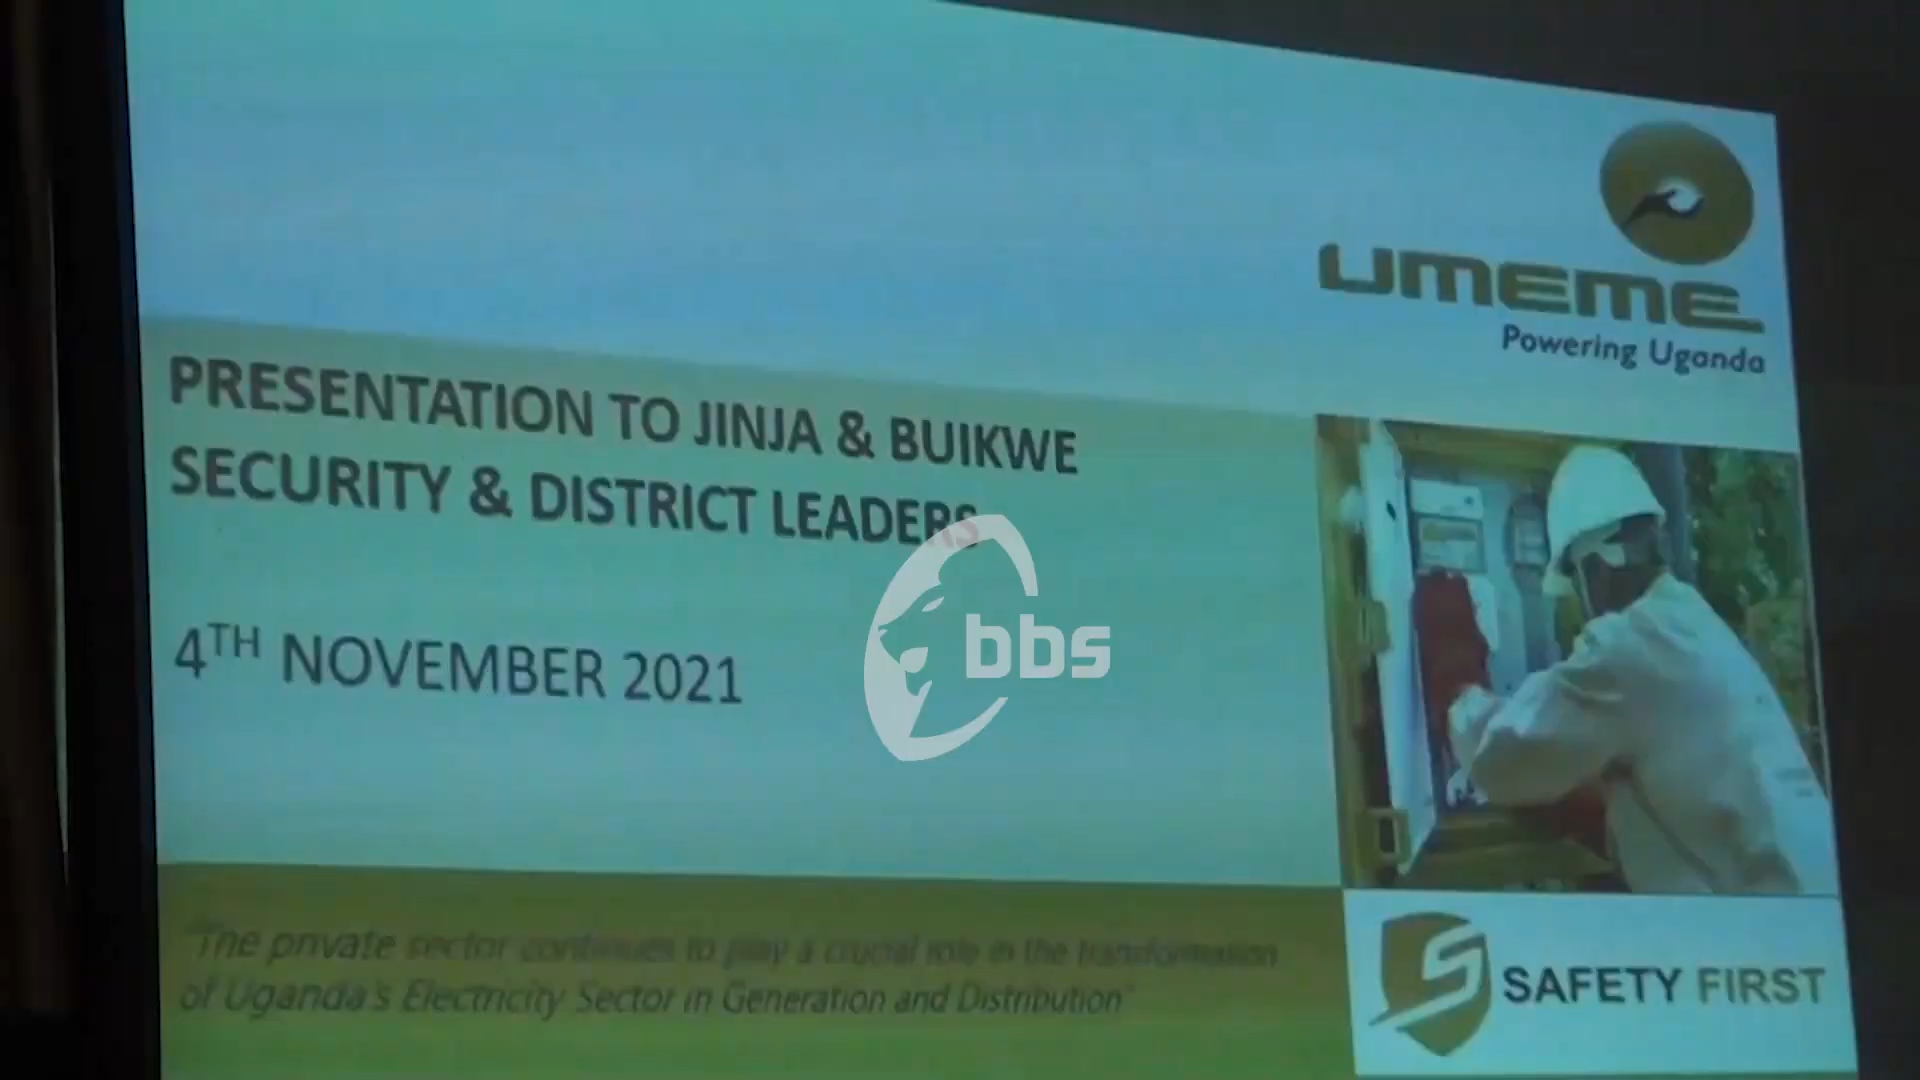 UMEME
Powering Uganda
PRESENTATION TO JINJA & BUIKWE
SECURITY & DISTRICT LEADERS
4TH NOVEMBER 2021
bbs
"The private sector continues to play a crucial role in the transformation
of Uganda's Electricity Sector in Generation and Distribution"
SAFETY FIRST